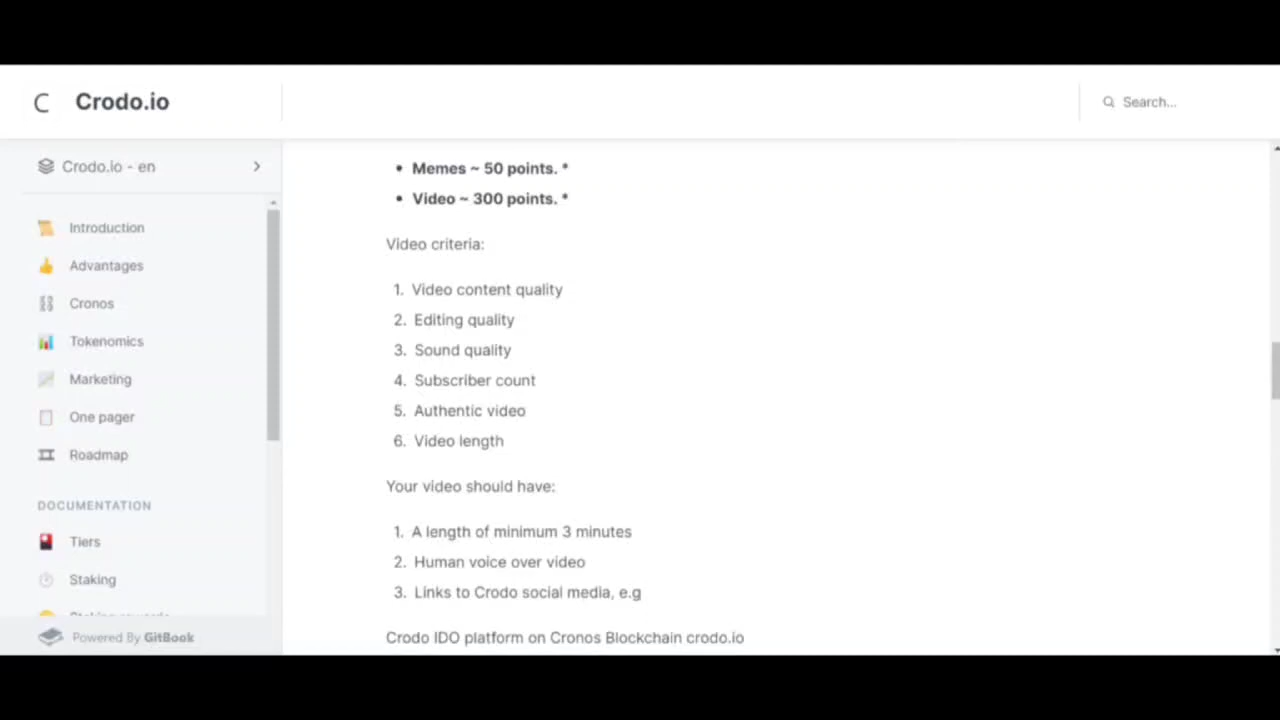 Crodo.io
Search...
Crodo.io - en
Introduction
Advantages
Cronos
Tokenomics
Marketing
One pager
Roadmap
DOCUMENTATION
Tiers
Staking
Staking rewards
Powered By GitBook
• Memes ~ 50 points. *
• Video ~ 300 points. *
Video criteria:
1. Video content quality
2. Editing quality
3. Sound quality
4. Subscriber count
5. Authentic video
6. Video length
Your video should have:
1. A length of minimum 3 minutes
2. Human voice over video
3. Links to Crodo social media, e.g
Crodo IDO platform on Cronos Blockchain crodo.io